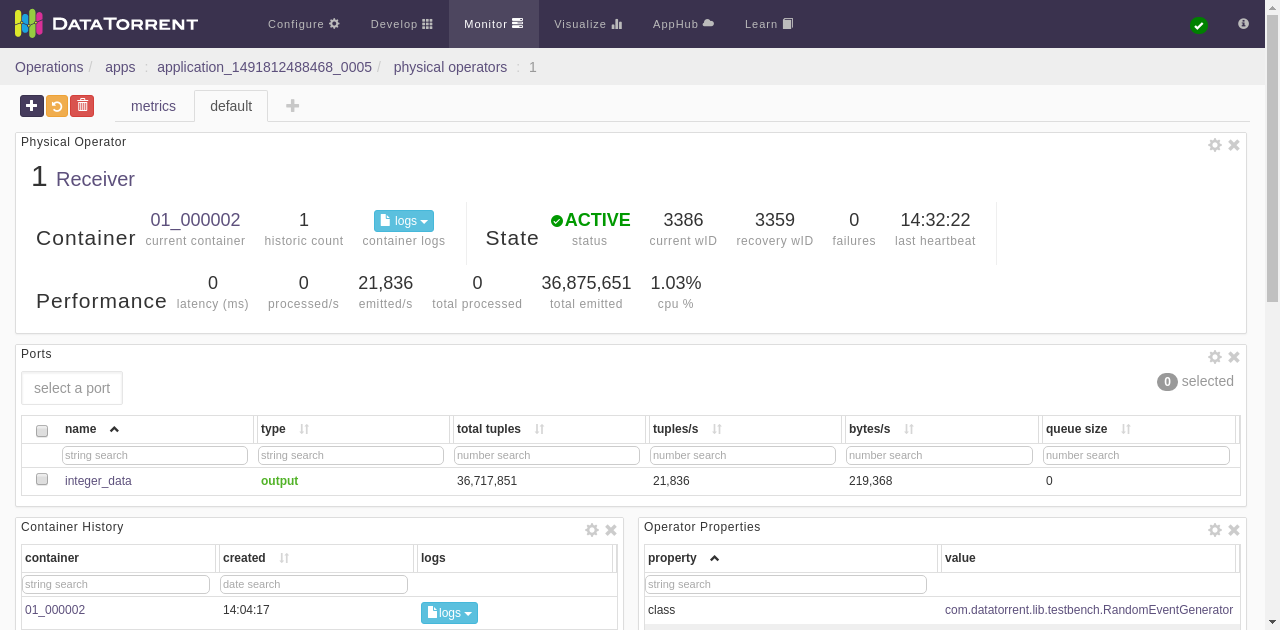 DATATORRENT Configure Develop Monitor Visualize AppHub Learn
Operations / apps : application_1491812488468_0005 / physical operators : 1
metrics default
Physical Operator
1 Receiver
Container 01_000002 current container 1 historic count logs container logs State ACTIVE status 3386 current wID 3359 recovery wID 0 failures 14:32:22 last heartbeat
Performance 0 latency (ms) 0 processed/s 21,836 emitted/s 0 total processed 36,875,651 total emitted 1.03% cpu %
Ports
select a port 0 selected
name type total tuples tuples/s bytes/s queue size
string search string search number search number search number search number search
integer_data output 36,717,851 21,836 219,368 0
Container History
container created logs
string search date search
01_000002 14:04:17 logs
Operator Properties
property value
string search
class com.datatorrent.lib.testbench.RandomEventGenerator